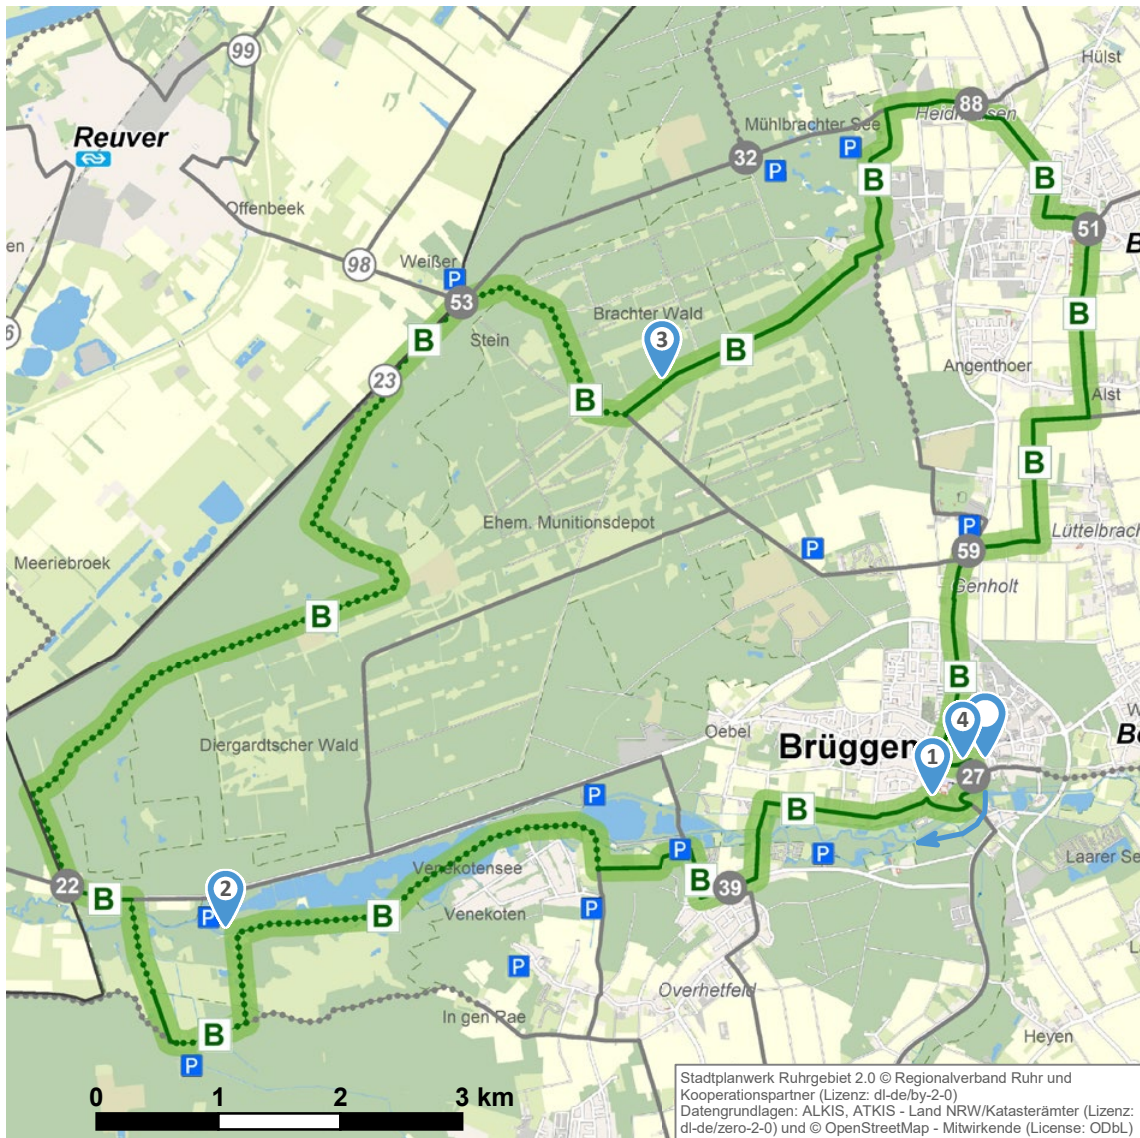 99
Hülst
Reuver
Mühlbrachter See
P
88
Heidhausen
32
P
B
B
Offenbeek
51
98
Weißer
P
53
B
Stein
Brachter Wald
B
3
B
23
Angenthoer
B
Alst
B
Ehem. Munitionsdepot
P
59
Lüttelbrach
P
Genholt
Meeriebroek
B
B
4
Diergardtscher Wald
Oebel
Brüggen
1
27
P
B
P
P
Laarer Se
Venekotensee
22
B
2
P
B
Venekoten
P
B
39
P
Overhetfeld
In gen Rae
B
P
Heyen
0 1 2 3 km
Stadtplanwerk Ruhrgebiet 2.0 © Regionalverband Ruhr und
Kooperationspartner (Lizenz: dl-de/by-2-0)
Datengrundlagen: ALKIS, ATKIS - Land NRW/Katasterämter (Lizenz:
dl-de/zero-2-0) und © OpenStreetMap - Mitwirkende (License: ODbL)